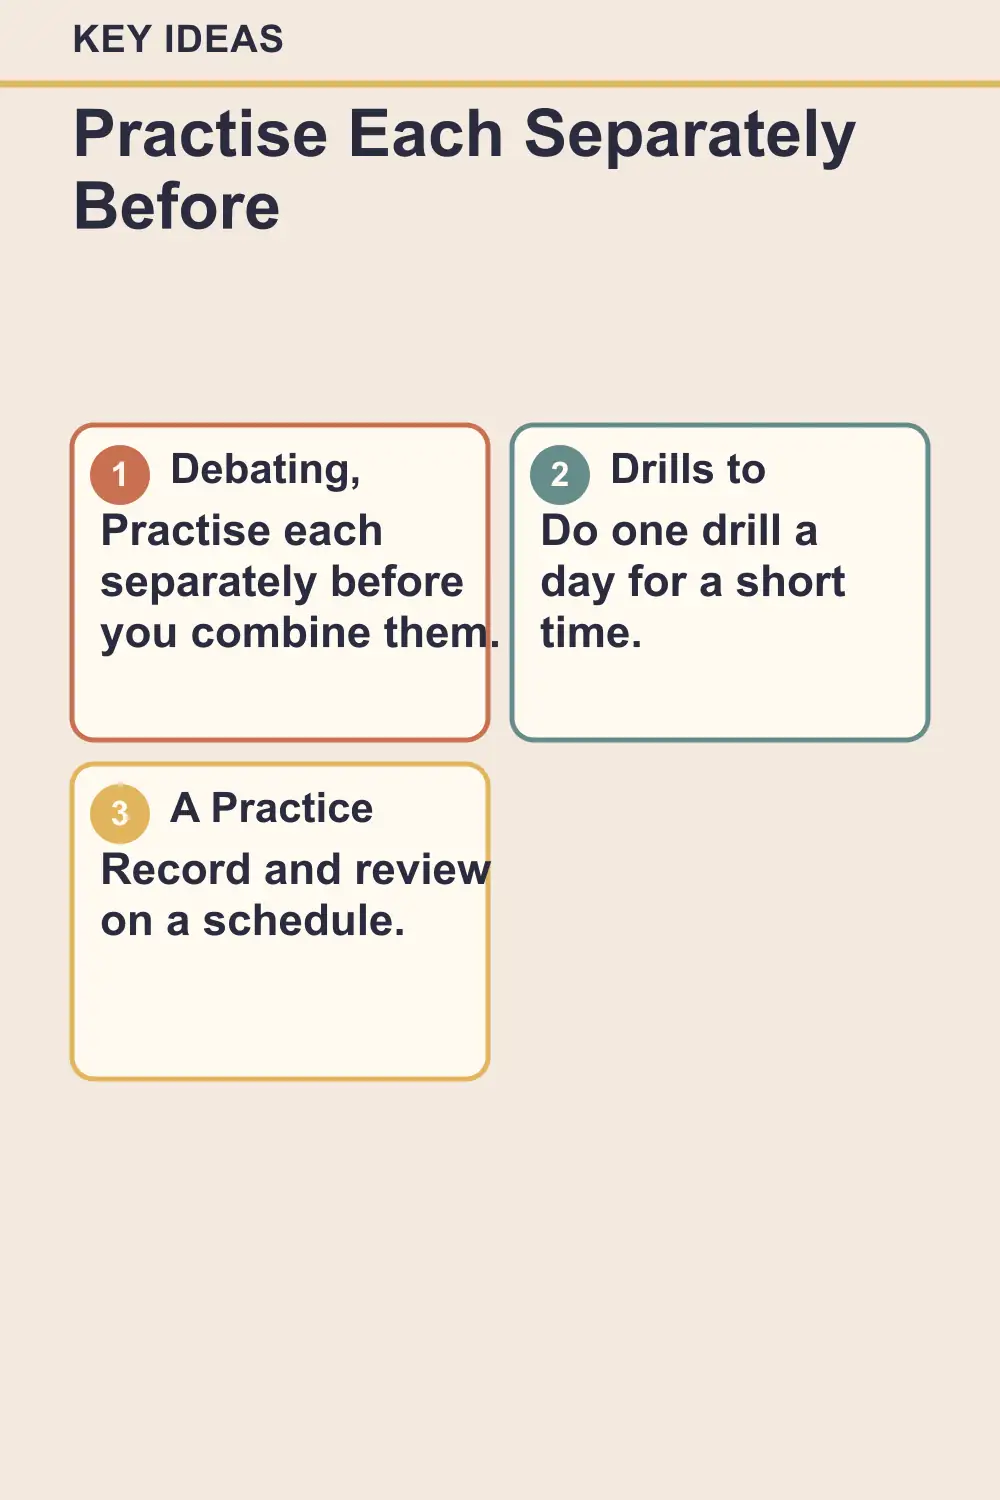 KEY IDEAS
Practise Each Separately
Before
1 Debating,
Practise each
separately before
you combine them.
2 Drills to
Do one drill a
day for a short
time.
3 A Practice
Record and review
on a schedule.